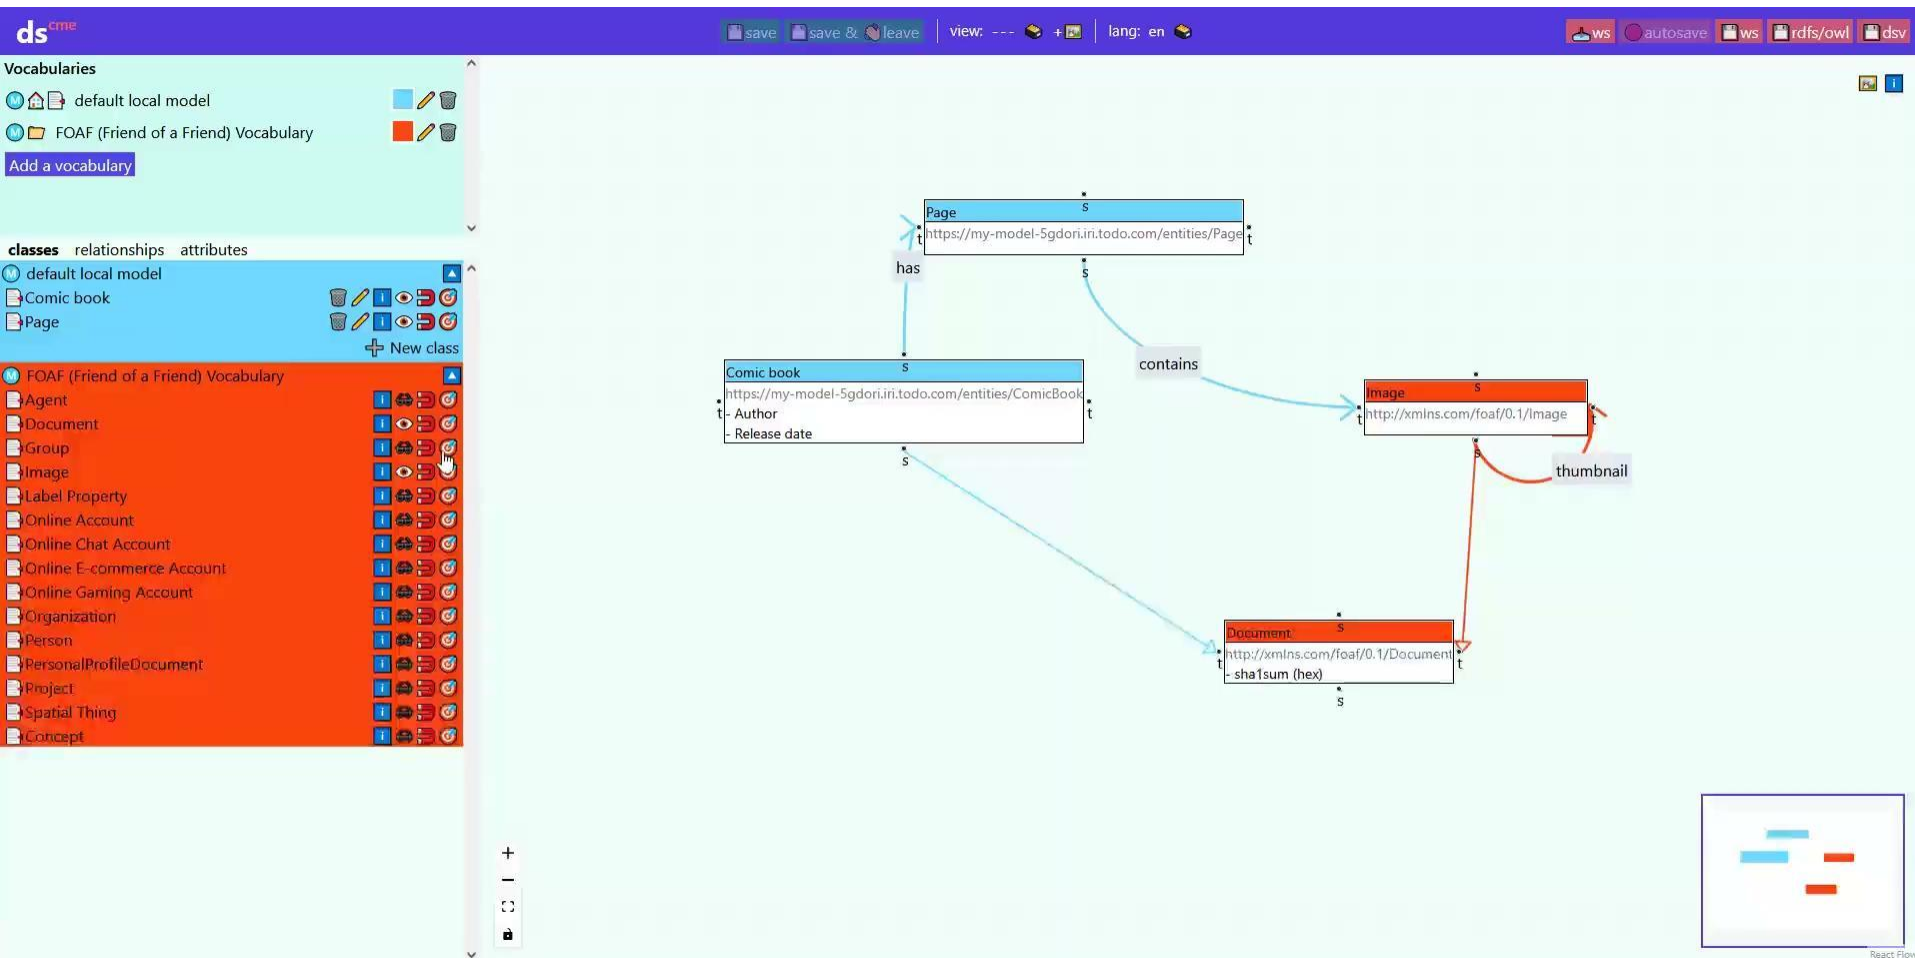 ds cme
save
save & leave
view: ---
+
lang: en
ws
autosave
ws
rdfs/owl
dsv
Vocabularies
default local model
FOAF (Friend of a Friend) Vocabulary
Add a vocabulary
classes relationships attributes
default local model
Comic book
Page
New class
FOAF (Friend of a Friend) Vocabulary
Agent
Document
Group
Image
Label Property
Online Account
Online Chat Account
Online E-commerce Account
Online Gaming Account
Organization
Person
PersonalProfileDocument
Project
Spatial Thing
Concept
s
Page
https://my-model-5gdori.iri.todo.com/entities/Page
t
t
s
has
contains
s
Comic book
https://my-model-5gdori.iri.todo.com/entities/ComicBook
- Author
- Release date
t
t
s
s
Image
http://xmlns.com/foaf/0.1/Image
t
t
s
thumbnail
s
Document
http://xmlns.com/foaf/0.1/Document
- sha1sum (hex)
t
t
s
React Flow